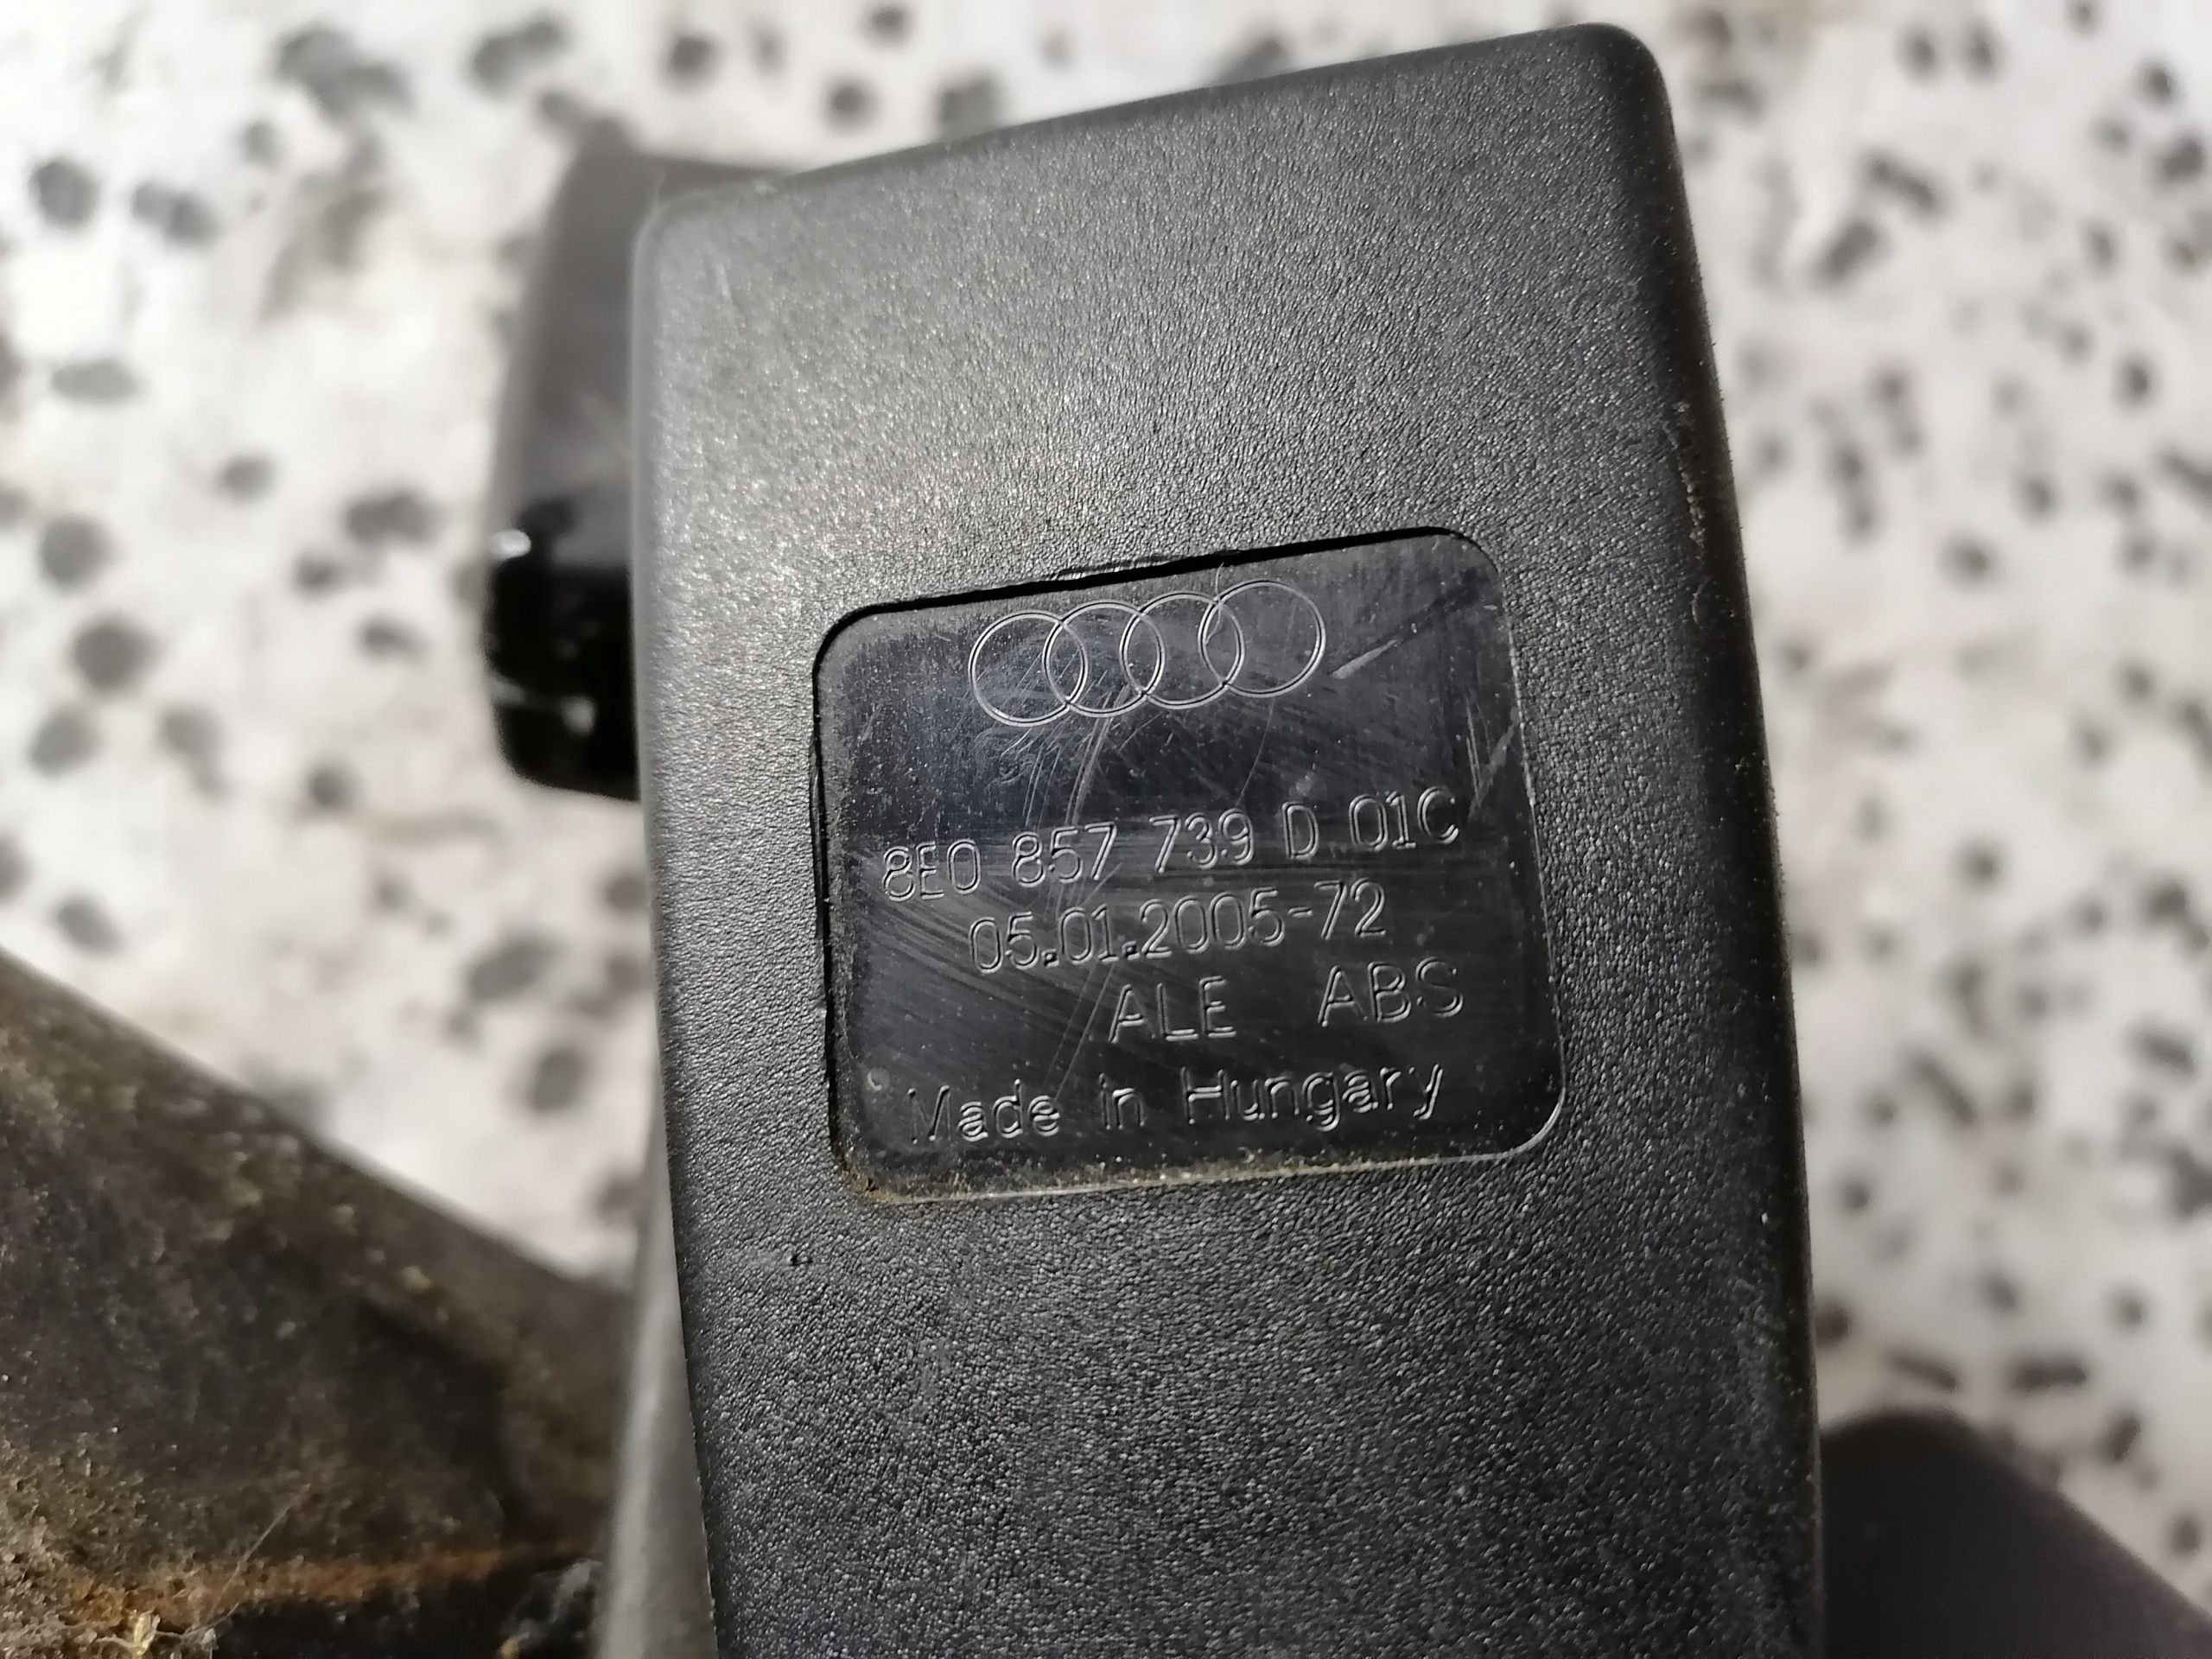 8E0 857 739 D 01C
05.01.2005-72
ALE ABS
Made in Hungary